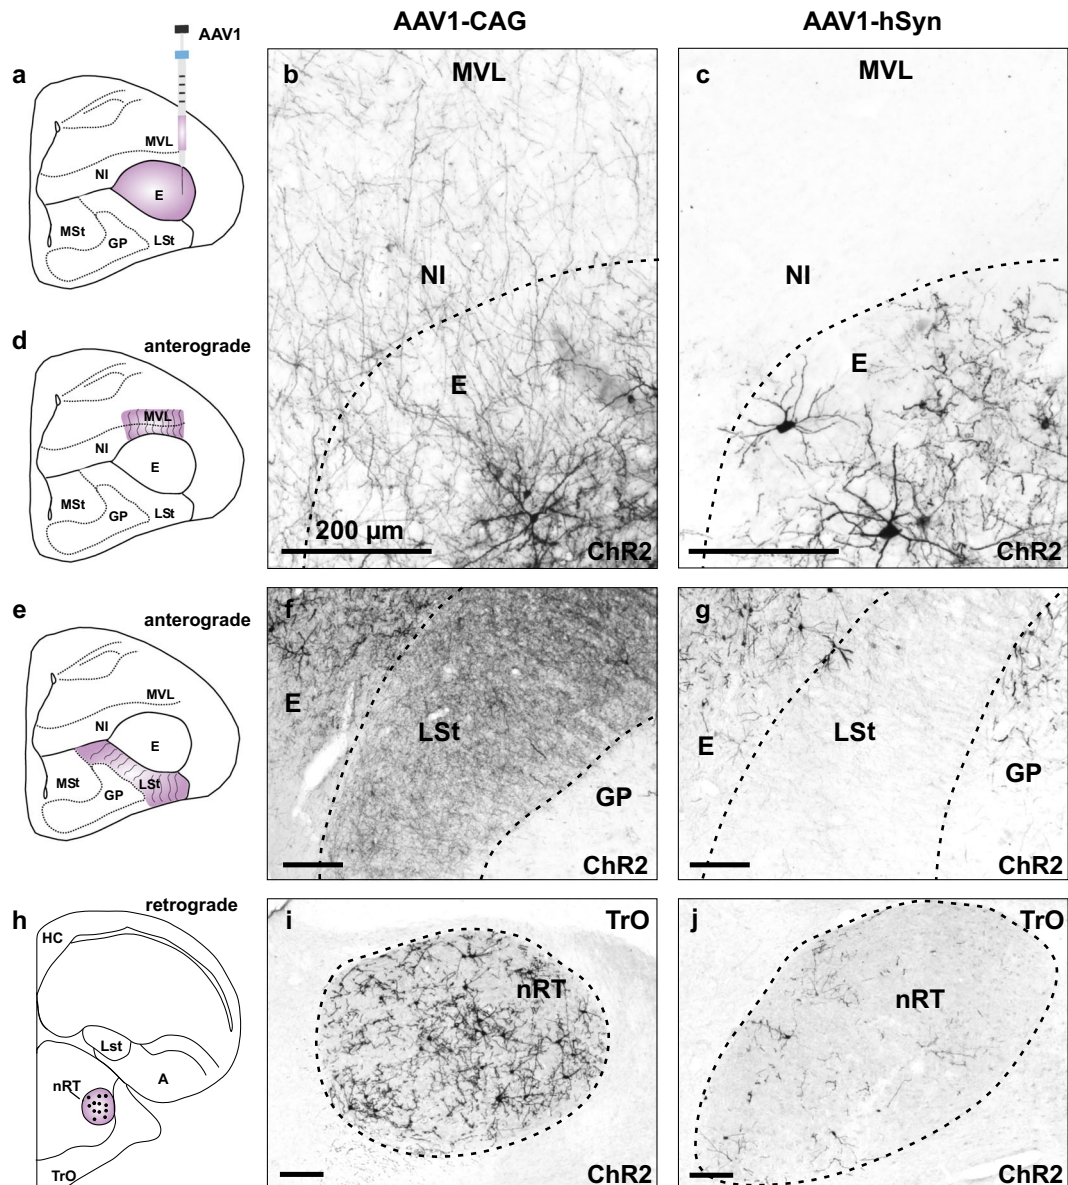 AAV1-CAG
AAV1-hSyn
a
AAV1
MVL
NI
E
MSt
GP
LSt
b
MVL
NI
E
200 µm
ChR2
c
MVL
NI
E
ChR2
d
anterograde
MVL
NI
E
MSt
GP
LSt
e
anterograde
MVL
NI
E
MSt
GP
LSt
f
E
LSt
GP
ChR2
g
E
LSt
GP
ChR2
h
retrograde
HC
Lst
A
nRT
TrO
i
TrO
nRT
ChR2
j
TrO
nRT
ChR2